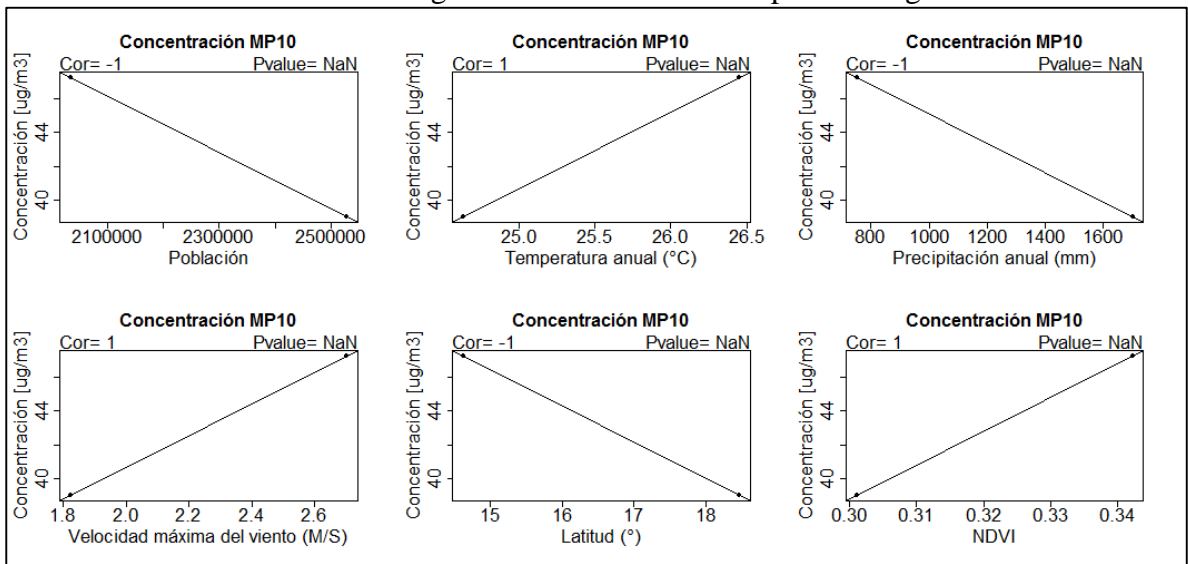 Concentración MP10
Cor= -1 Pvalue= NaN
Concentración [ug/m3]
44
40
2100000 2300000 2500000
Población
Concentración MP10
Cor= 1 Pvalue= NaN
Concentración [ug/m3]
44
40
25.0 25.5 26.0 26.5
Temperatura anual (°C)
Concentración MP10
Cor= -1 Pvalue= NaN
Concentración [ug/m3]
44
40
800 1000 1200 1400 1600
Precipitación anual (mm)
Concentración MP10
Cor= 1 Pvalue= NaN
Concentración [ug/m3]
44
40
1.8 2.0 2.2 2.4 2.6
Velocidad máxima del viento (M/S)
Concentración MP10
Cor= -1 Pvalue= NaN
Concentración [ug/m3]
44
40
15 16 17 18
Latitud (°)
Concentración MP10
Cor= 1 Pvalue= NaN
Concentración [ug/m3]
44
40
0.30 0.31 0.32 0.33 0.34
NDVI